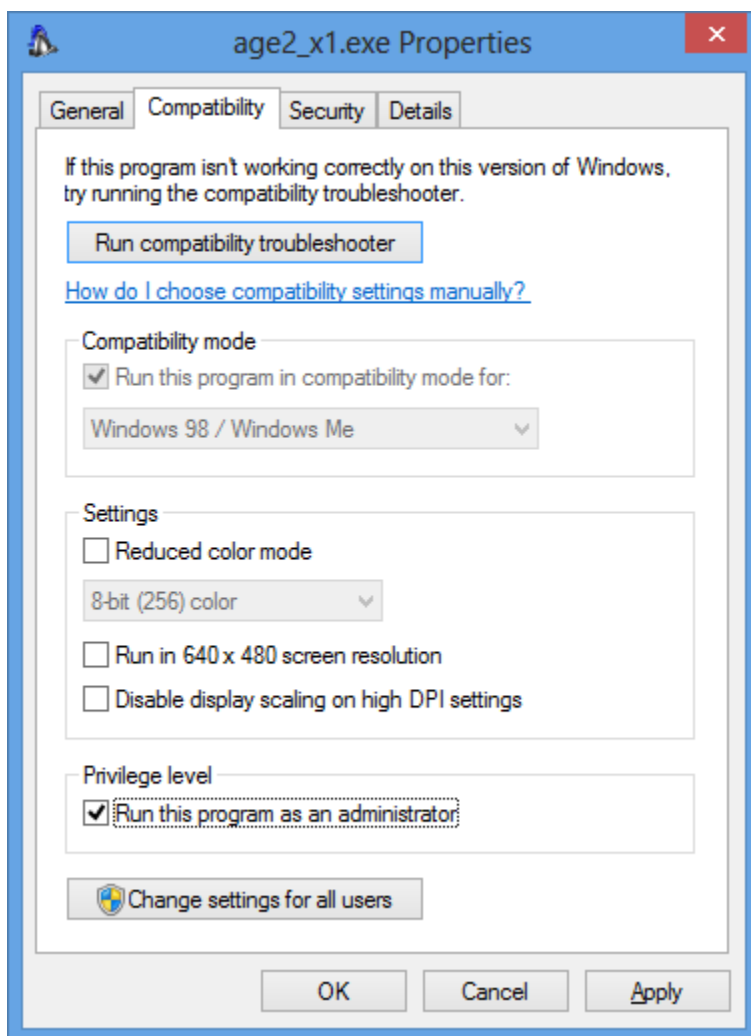 age2_x1.exe Properties
General Compatibility Security Details
If this program isn't working correctly on this version of Windows,
try running the compatibility troubleshooter.
Run compatibility troubleshooter
How do I choose compatibility settings manually?
Compatibility mode
Run this program in compatibility mode for:
Windows 98 / Windows Me
Settings
Reduced color mode
8-bit (256) color
Run in 640 x 480 screen resolution
Disable display scaling on high DPI settings
Privilege level
Run this program as an administrator
Change settings for all users
OK Cancel Apply